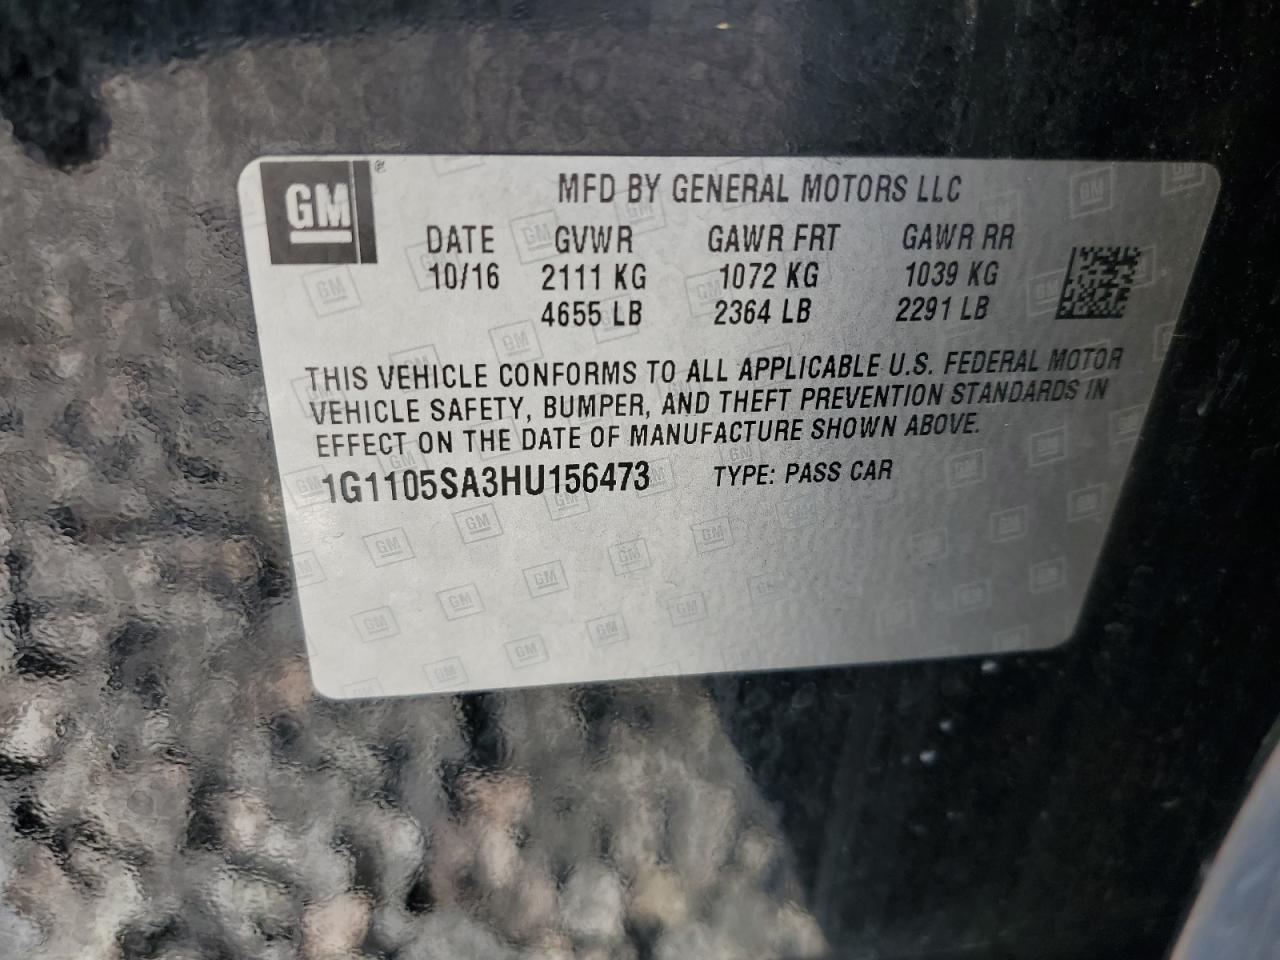 GM ®
MFD BY GENERAL MOTORS LLC
DATE GVWR GAWR FRT GAWR RR
10/16 2111 KG 1072 KG 1039 KG
4655 LB 2364 LB 2291 LB
THIS VEHICLE CONFORMS TO ALL APPLICABLE U.S. FEDERAL MOTOR
VEHICLE SAFETY, BUMPER, AND THEFT PREVENTION STANDARDS IN
EFFECT ON THE DATE OF MANUFACTURE SHOWN ABOVE.
1G1105SA3HU156473 TYPE: PASS CAR